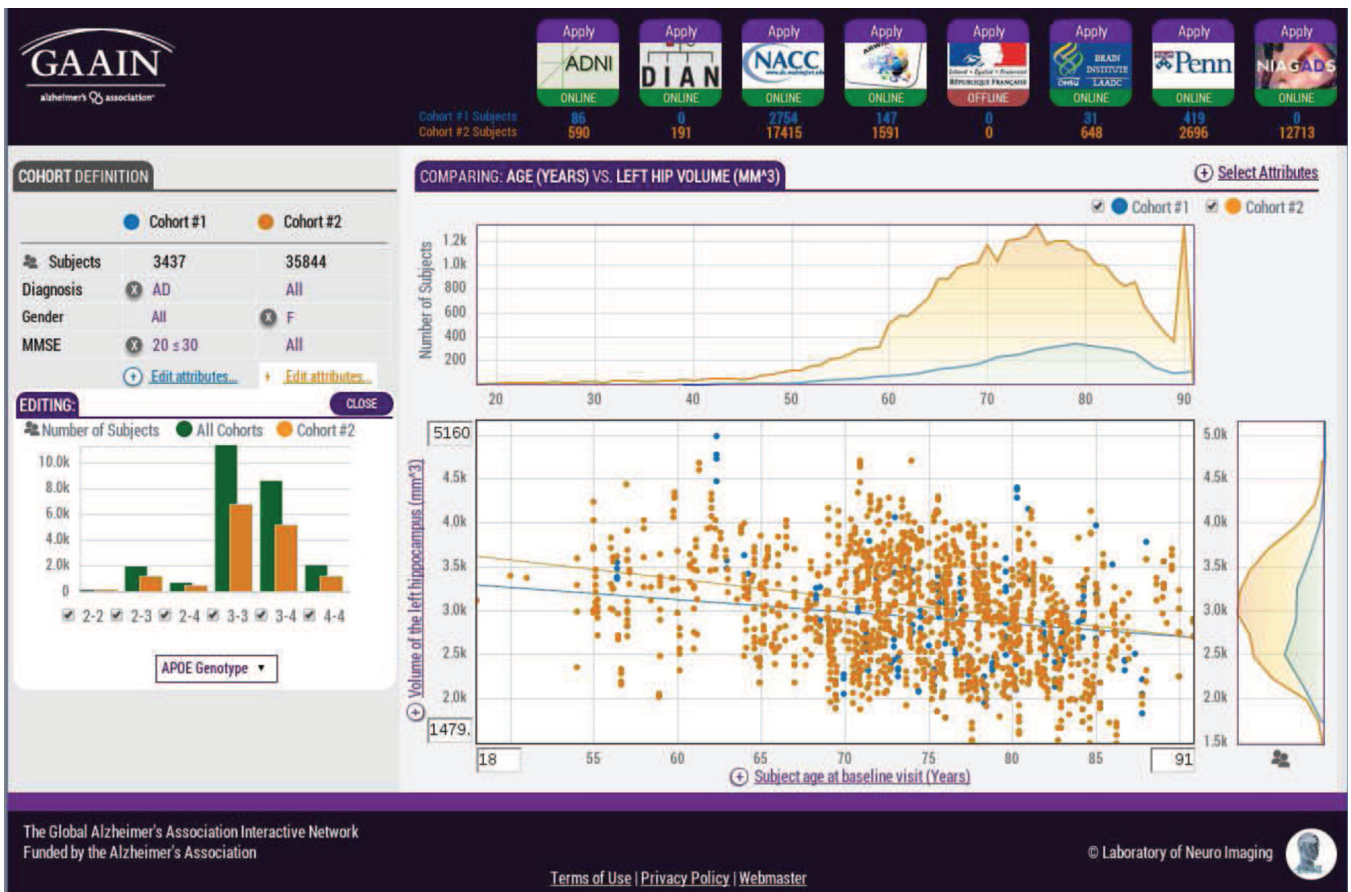 GAAIN
alzheimer's association
Apply Apply Apply Apply Apply Apply Apply Apply
ADNI DIAN NACC RÉPUBLIQUE FRANÇAISE BRAIN INSTITUTE OHSU LAADC Penn NIAGADS
ONLINE ONLINE ONLINE ONLINE OFFLINE ONLINE ONLINE ONLINE
Cohort #1 Subjects 86 0 2754 147 0 31 419 0
Cohort #2 Subjects 590 191 17415 1591 0 648 2696 12713
COHORT DEFINITION
Cohort #1 Cohort #2
Subjects 3437 35844
Diagnosis X AD All
Gender All X F
MMSE X 20 ≤ 30 All
+ Edit attributes... + Edit attributes...
EDITING: CLOSE
Number of Subjects All Cohorts Cohort #2
10.0k
8.0k
6.0k
4.0k
2.0k
0
2-2 2-3 2-4 3-3 3-4 4-4
APOE Genotype ▼
COMPARING: AGE (YEARS) VS. LEFT HIP VOLUME (MM^3)
+ Select Attributes
Cohort #1 Cohort #2
Number of Subjects
1.2k
1.0k
800
600
400
200
20 30 40 50 60 70 80 90
+ Volume of the left hippocampus (mm^3)
5160
4.5k
4.0k
3.5k
3.0k
2.5k
2.0k
1479.
18 55 60 65 70 75 80 85 91
+ Subject age at baseline visit (Years)
5.0k
4.5k
4.0k
3.5k
3.0k
2.5k
2.0k
1.5k
The Global Alzheimer's Association Interactive Network
Funded by the Alzheimer's Association
© Laboratory of Neuro Imaging
Terms of Use | Privacy Policy | Webmaster